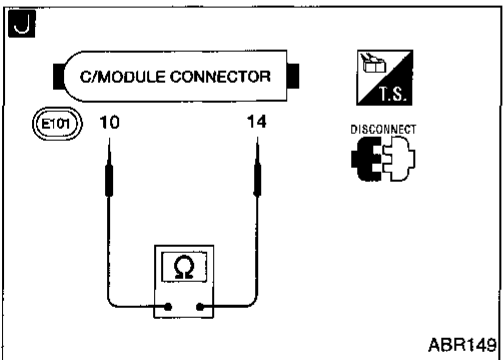 J
C/MODULE CONNECTOR
T.S.
E101 10 14
DISCONNECT
Ω
ABR149